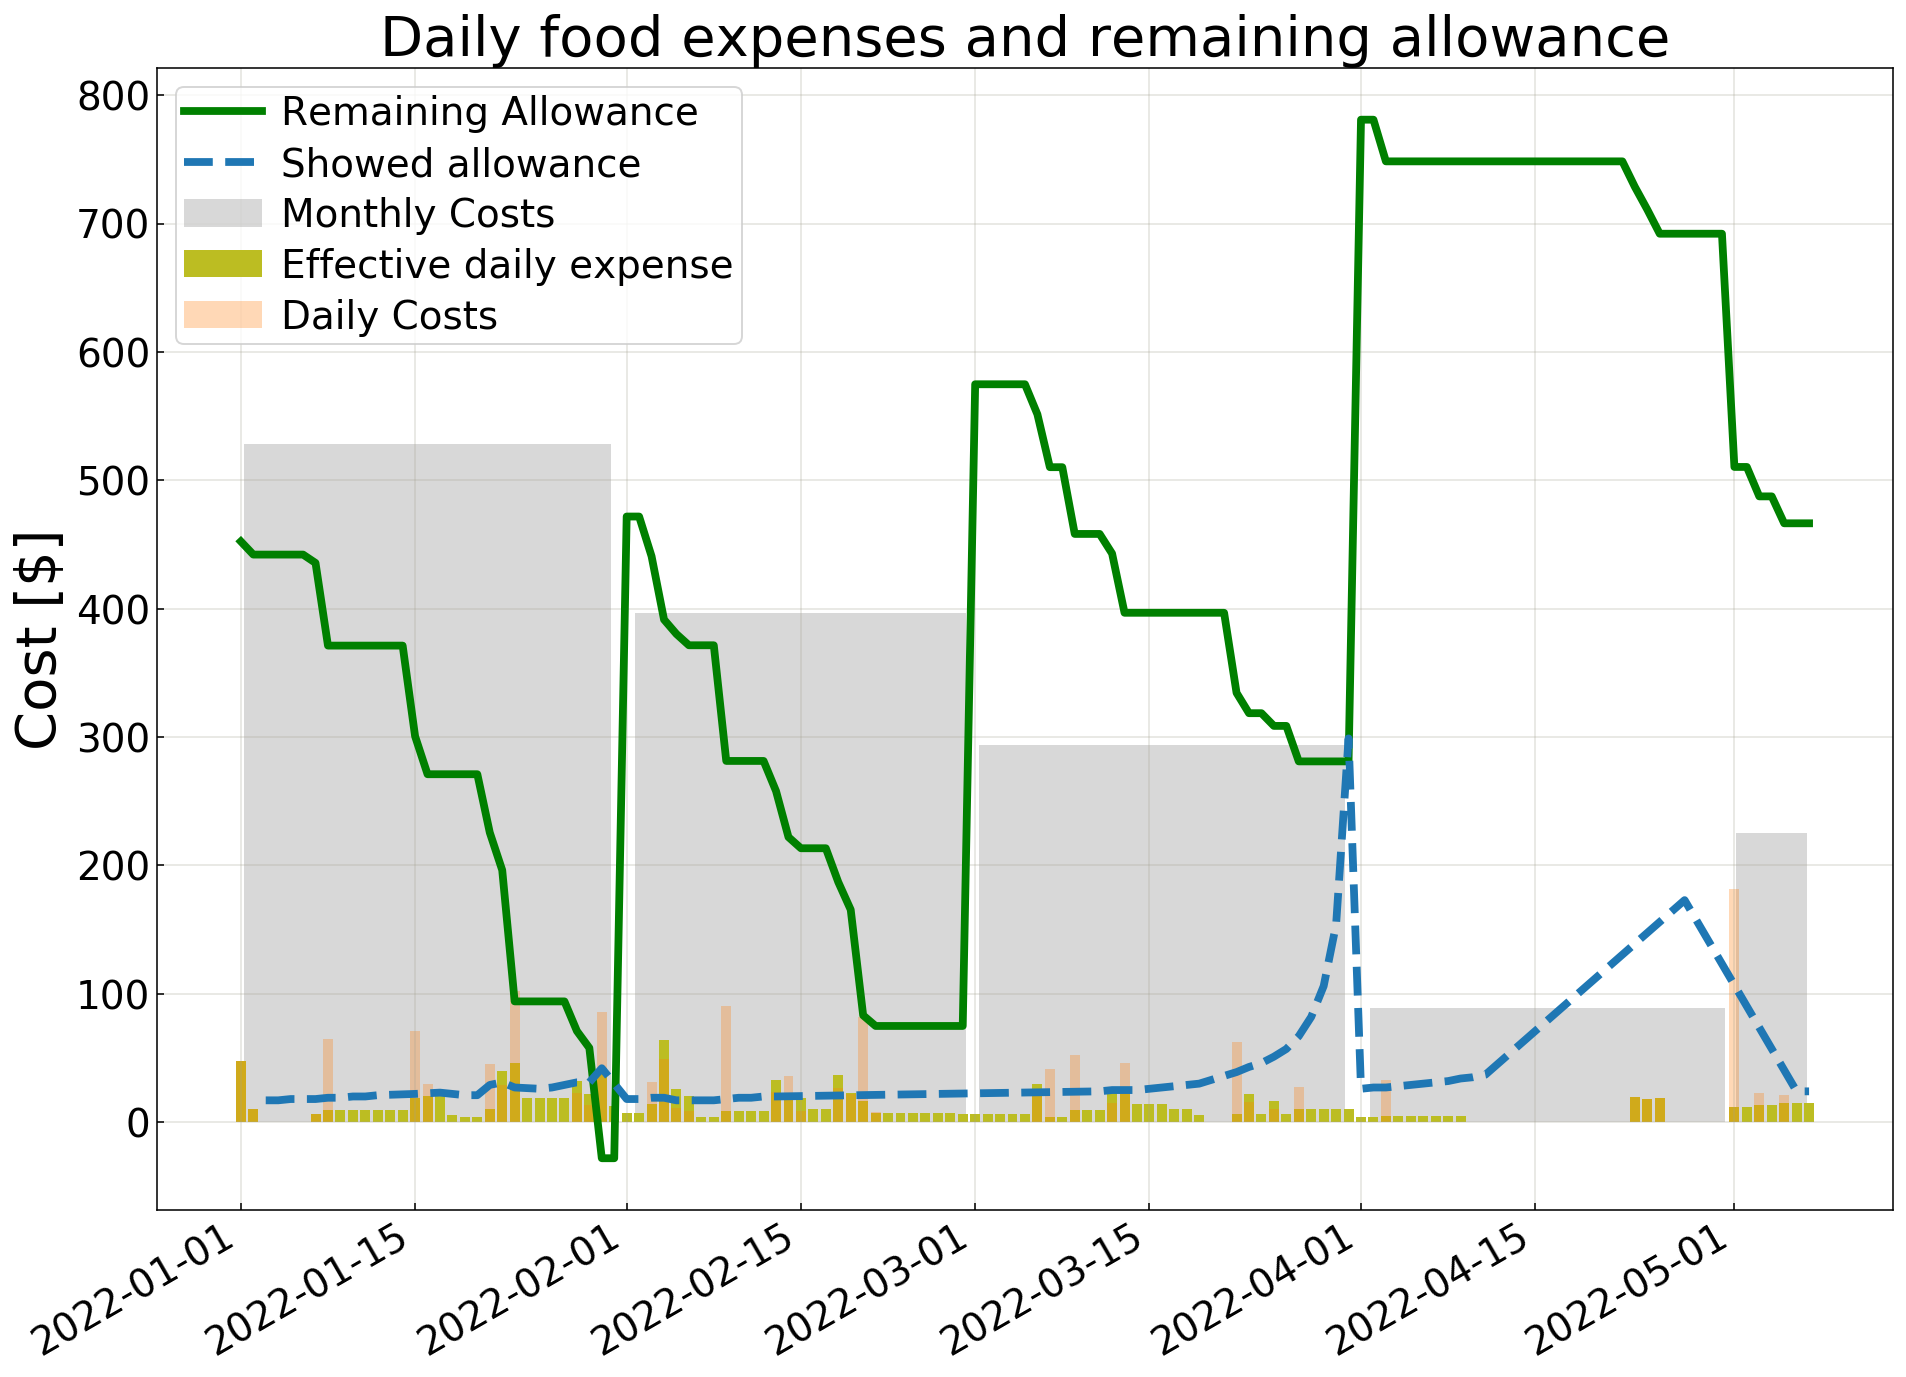 Daily food expenses and remaining allowance
Remaining Allowance
Showed allowance
Monthly Costs
Effective daily expense
Daily Costs
Cost [$]
800
700
600
500
400
300
200
100
0
2022-01-01
2022-01-15
2022-02-01
2022-02-15
2022-03-01
2022-03-15
2022-04-01
2022-04-15
2022-05-01